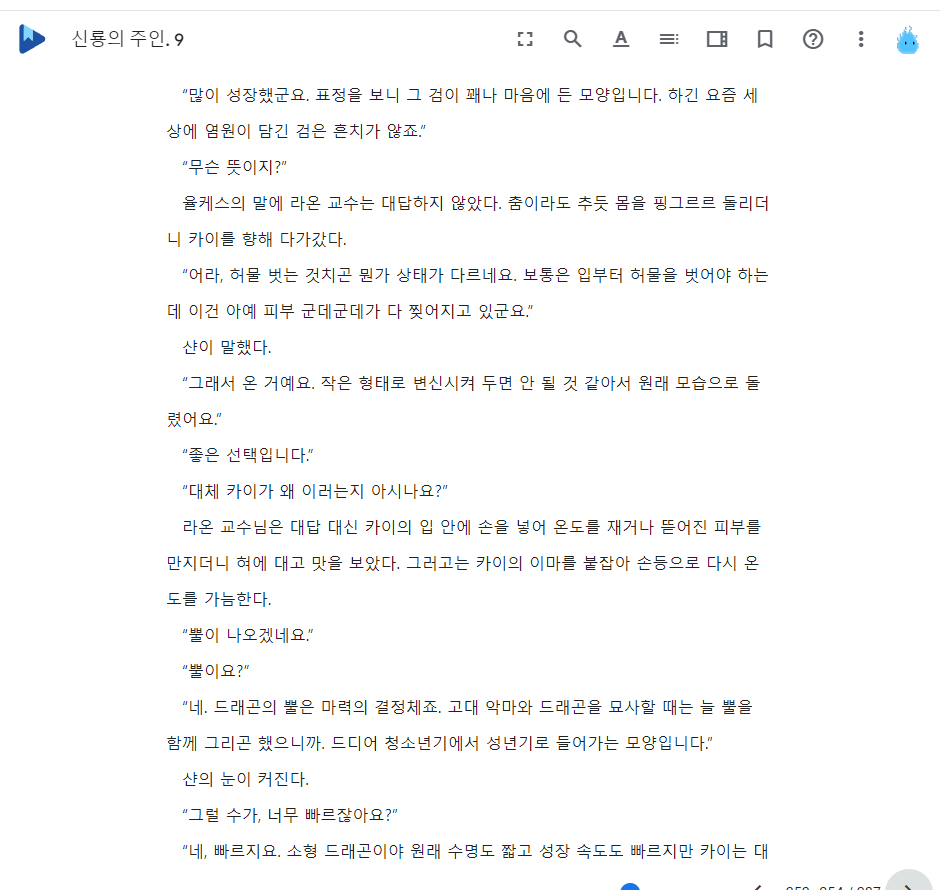 신룡의 주인. 9
“많이 성장했군요. 표정을 보니 그 검이 꽤나 마음에 든 모양입니다. 하긴 요즘 세
상에 염원이 담긴 검은 흔치가 않죠.”
“무슨 뜻이지?”
율케스의 말에 라온 교수는 대답하지 않았다. 춤이라도 추듯 몸을 핑그르르 돌리더
니 카이를 향해 다가갔다.
“어라, 허물 벗는 것치곤 뭔가 상태가 다르네요. 보통은 입부터 허물을 벗어야 하는
데 이건 아예 피부 군데군데가 다 찢어지고 있군요.”
샨이 말했다.
“그래서 온 거예요. 작은 형태로 변신시켜 두면 안 될 것 같아서 원래 모습으로 돌
렸어요.”
“좋은 선택입니다.”
“대체 카이가 왜 이러는지 아시나요?”
라온 교수님은 대답 대신 카이의 입 안에 손을 넣어 온도를 재거나 뜯어진 피부를
만지더니 혀에 대고 맛을 보았다. 그러고는 카이의 이마를 붙잡아 손등으로 다시 온
도를 가늠한다.
“뿔이 나오겠네요.”
“뿔이요?”
“네. 드래곤의 뿔은 마력의 결정체죠. 고대 악마와 드래곤을 묘사할 때는 늘 뿔을
함께 그리곤 했으니까. 드디어 청소년기에서 성년기로 들어가는 모양입니다.”
샨의 눈이 커진다.
“그럴 수가, 너무 빠르잖아요?”
“네, 빠르지요. 소형 드래곤이야 원래 수명도 짧고 성장 속도도 빠르지만 카이는 대